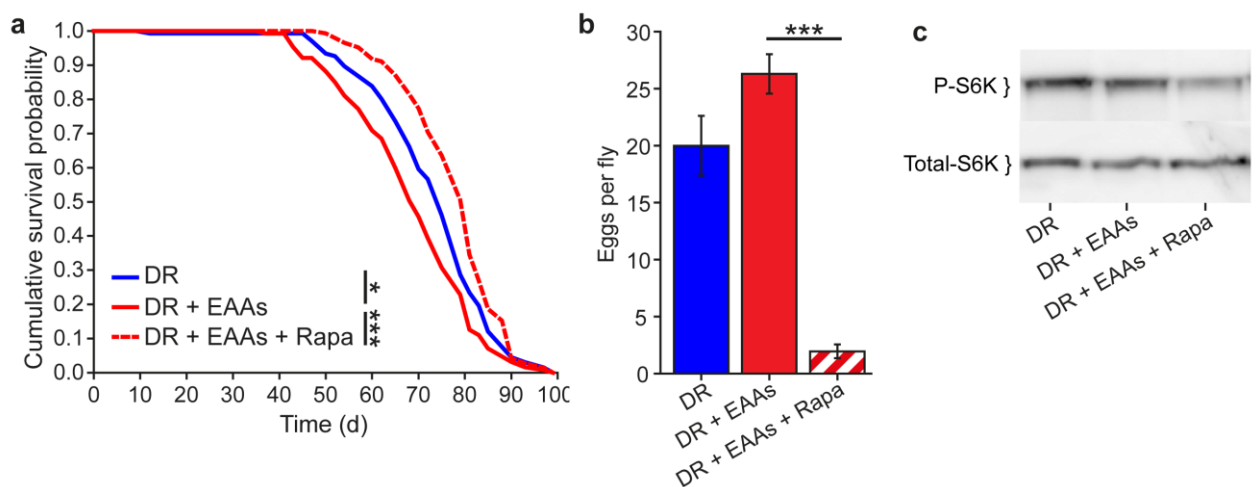 a
Cumulative survival probability
1.0
0.9
0.8
0.7
0.6
0.5
0.4
0.3
0.2
0.1
0.0
DR
DR + EAAs
DR + EAAs + Rapa
*
***
0 10 20 30 40 50 60 70 80 90 100
Time (d)
b
Eggs per fly
30
25
20
15
10
5
0
***
DR
DR + EAAs
DR + EAAs + Rapa
c
P-S6K }
Total-S6K }
DR
DR + EAAs
DR + EAAs + Rapa